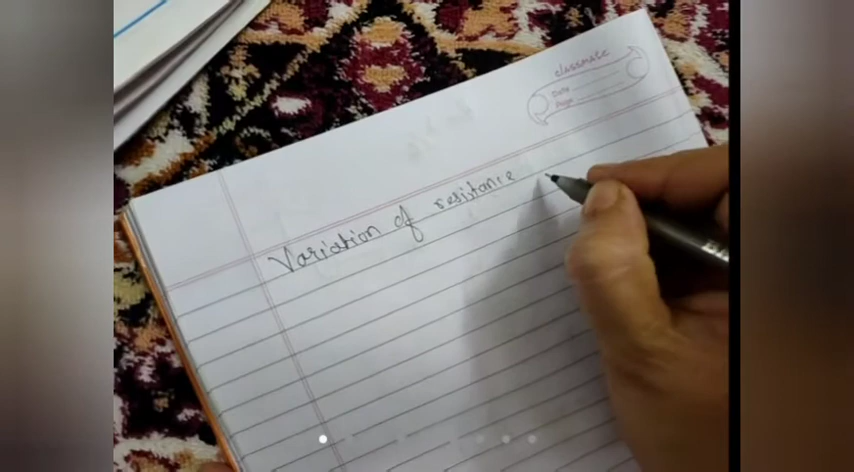 classmate
Date
Page
Variation of resistance